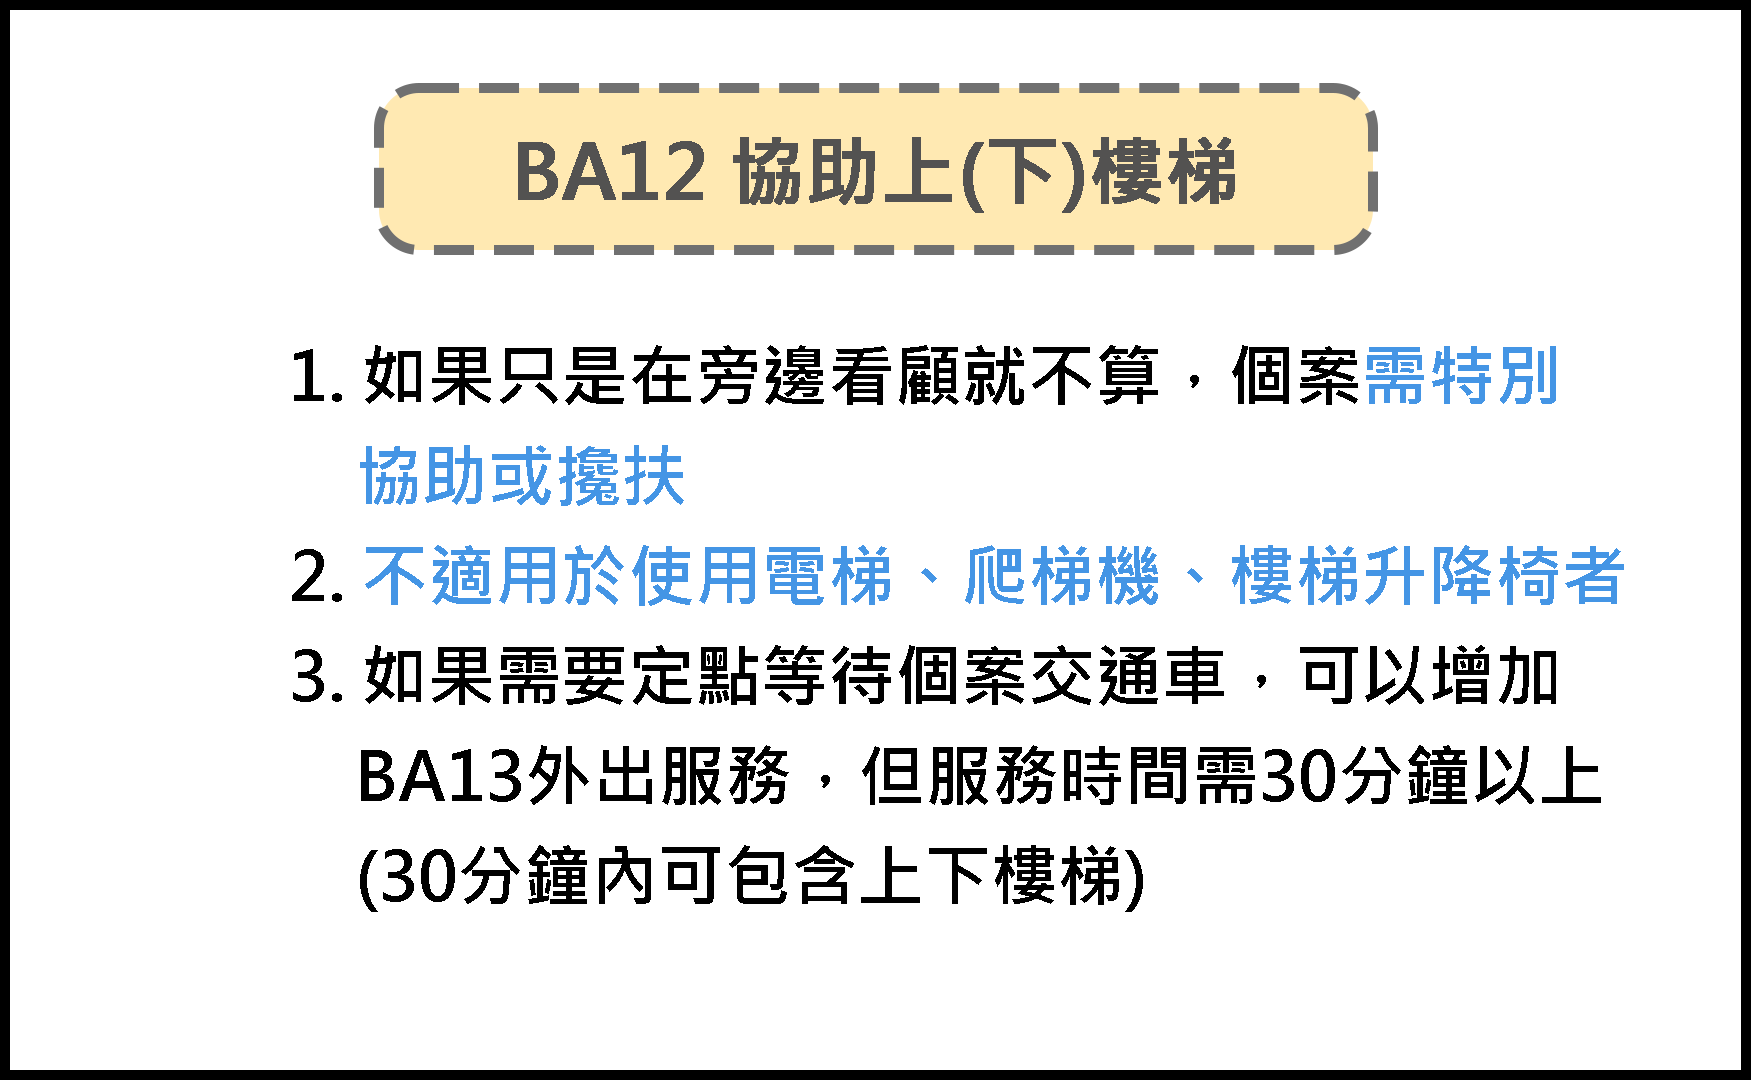 BA12 協助上(下)樓梯
1. 如果只是在旁邊看顧就不算，個案需特別
協助或攙扶
2. 不適用於使用電梯、爬梯機、樓梯升降椅者
3. 如果需要定點等待個案交通車，可以增加
BA13外出服務，但服務時間需30分鐘以上
(30分鐘內可包含上下樓梯)